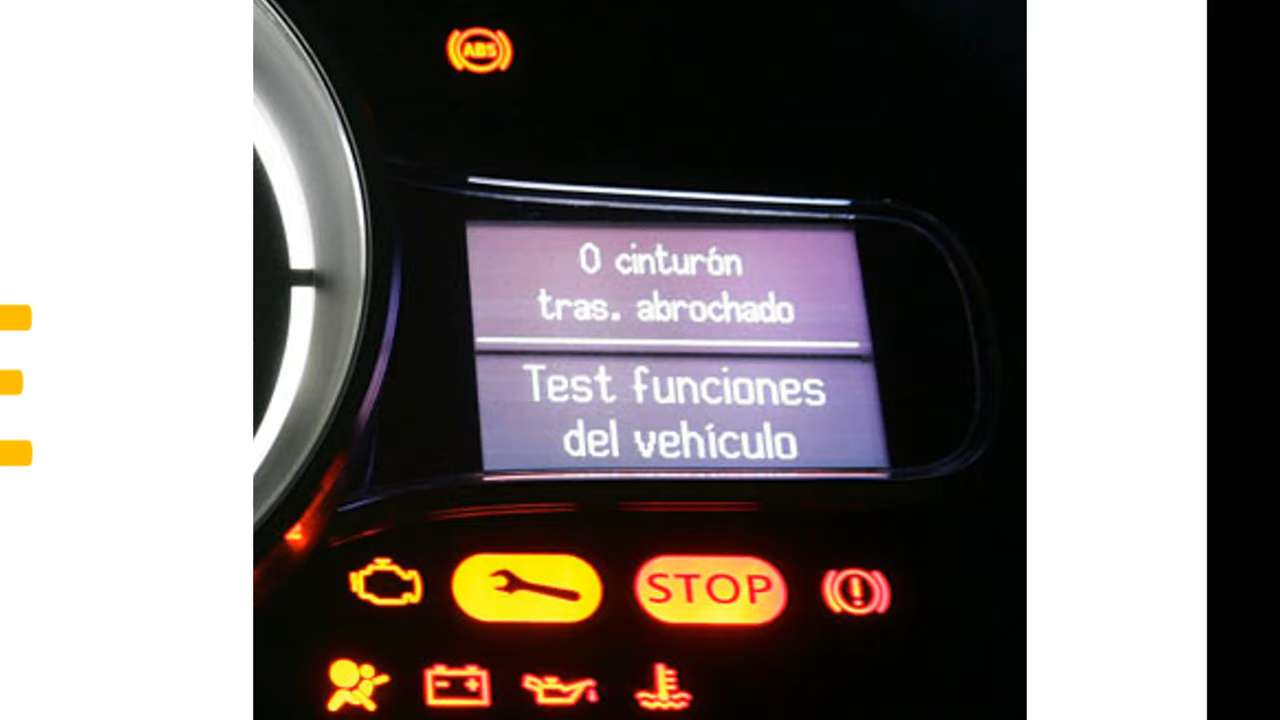 ABS
0 cinturón
tras. abrochado
Test funciones
del vehículo
STOP